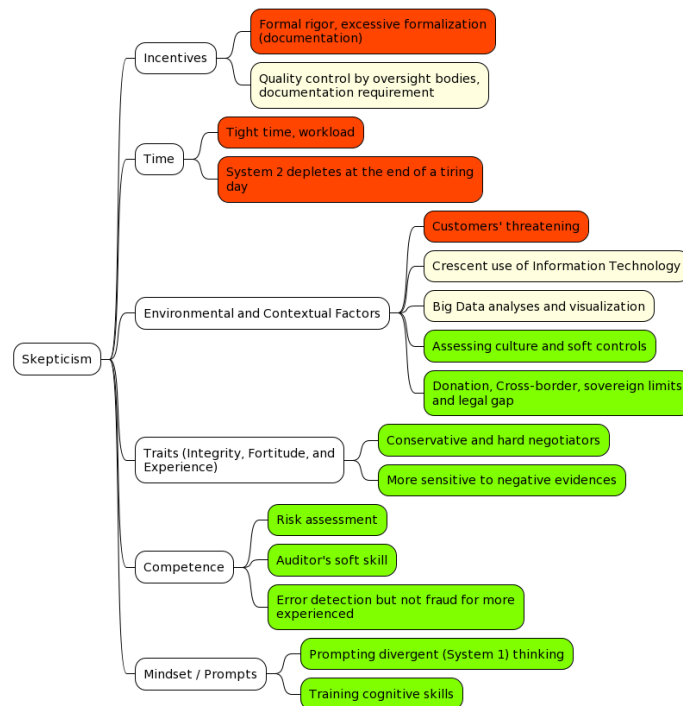 Formal rigor, excessive formalization
(documentation)
Incentives
Quality control by oversight bodies,
documentation requirement
Tight time, workload
Time
System 2 depletes at the end of a tiring
day
Customers' threatening
Crescent use of Information Technology
Environmental and Contextual Factors
Big Data analyses and visualization
Assessing culture and soft controls
Skepticism
Donation, Cross-border, sovereign limits
and legal gap
Traits (Integrity, Fortitude, and
Experience)
Conservative and hard negotiators
More sensitive to negative evidences
Risk assessment
Competence
Auditor's soft skill
Error detection but not fraud for more
experienced
Mindset / Prompts
Prompting divergent (System 1) thinking
Training cognitive skills